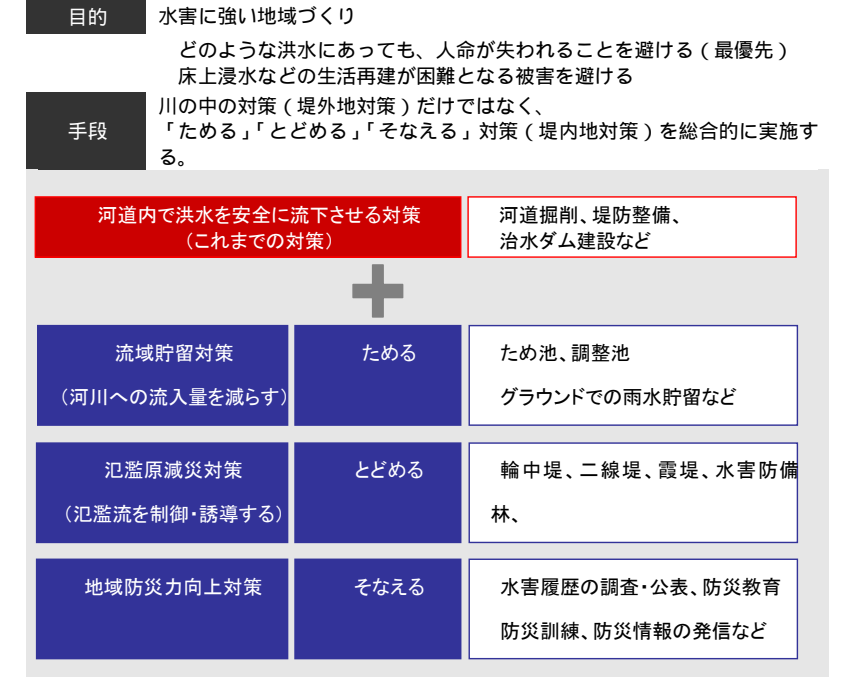 目的
水害に強い地域づくり
どのような洪水にあっても、人命が失われることを避ける(最優先)
床上浸水などの生活再建が困難となる被害を避ける
手段
川の中の対策(堤外地対策)だけではなく、
「ためる」「とどめる」「そなえる」対策(堤内地対策)を総合的に実施す
る。
河道内で洪水を安全に流下させる対策
(これまでの対策)
河道掘削、堤防整備、
治水ダム建設など
流域貯留対策
(河川への流入量を減らす)
ためる
ため池、調整池
グラウンドでの雨水貯留など
氾濫原減災対策
(氾濫流を制御・誘導する)
とどめる
輪中堤、二線堤、霞堤、水害防備
林、
地域防災力向上対策
そなえる
水害履歴の調査・公表、防災教育
防災訓練、防災情報の発信など